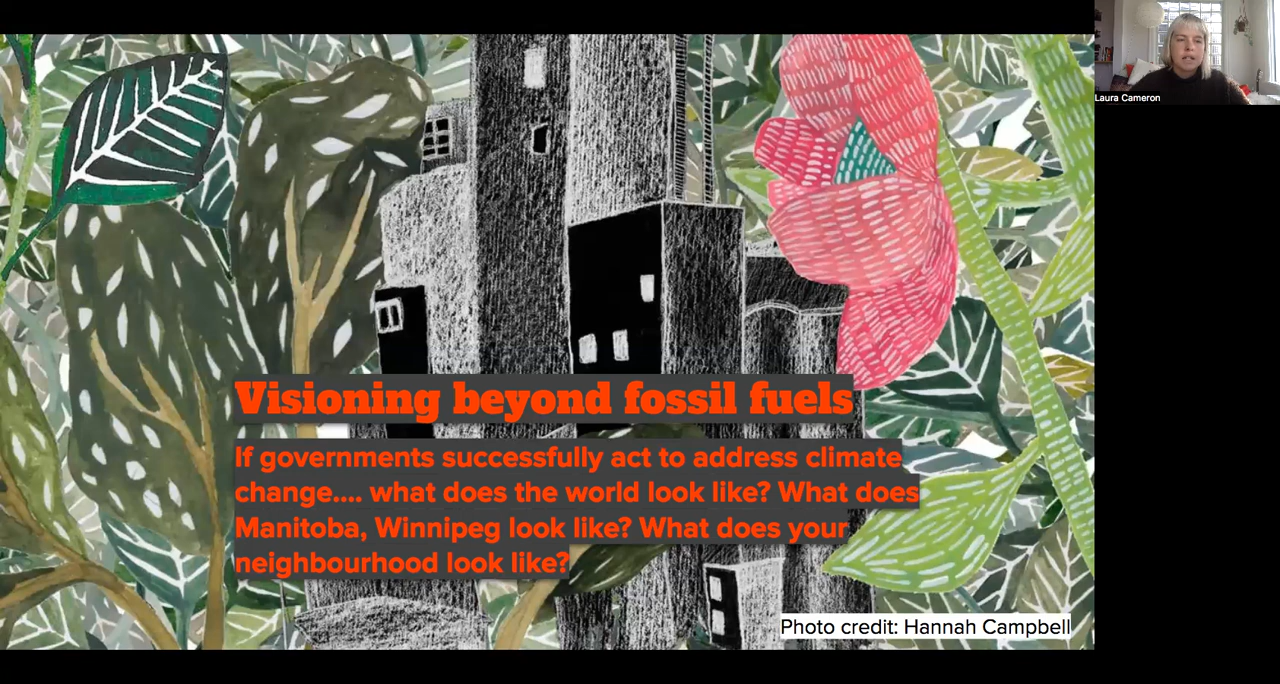 Laura Cameron
Visioning beyond fossil fuels
If governments successfully act to address climate
change.... what does the world look like? What does
Manitoba, Winnipeg look like? What does your
neighbourhood look like?
Photo credit: Hannah Campbell